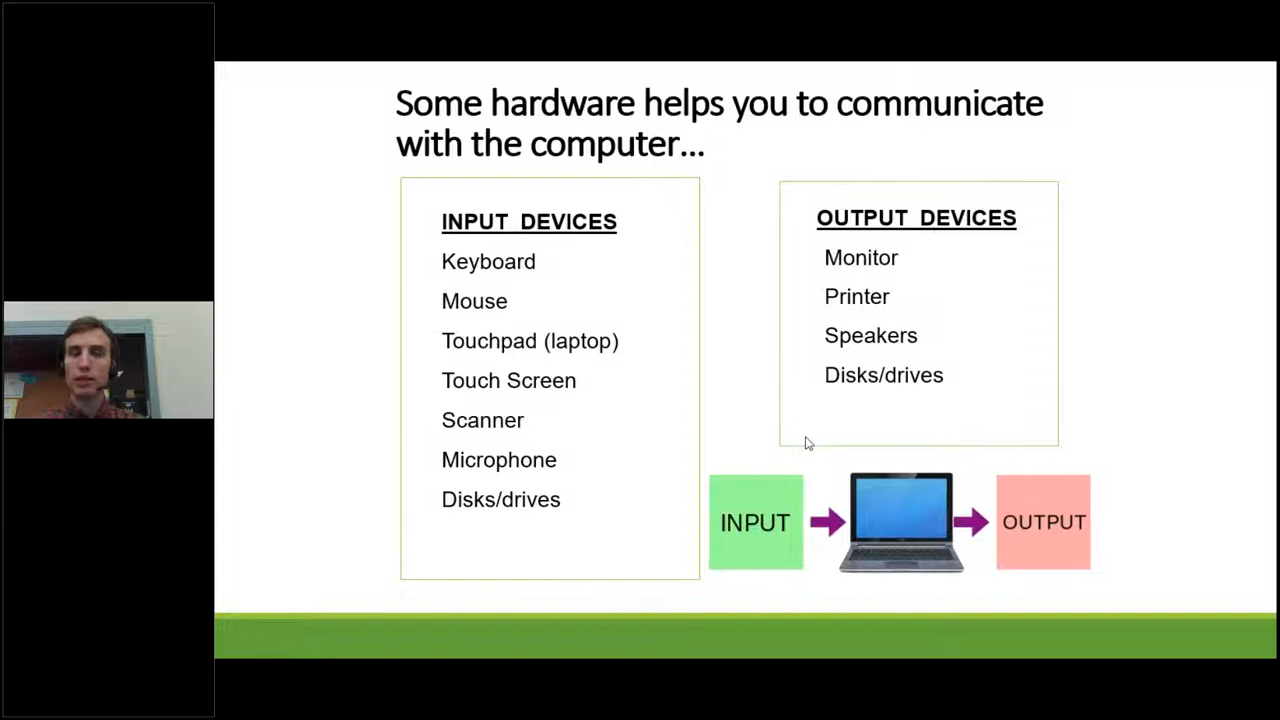 Some hardware helps you to communicate
with the computer...
INPUT DEVICES
Keyboard
Mouse
Touchpad (laptop)
Touch Screen
Scanner
Microphone
Disks/drives
OUTPUT DEVICES
Monitor
Printer
Speakers
Disks/drives
INPUT
OUTPUT